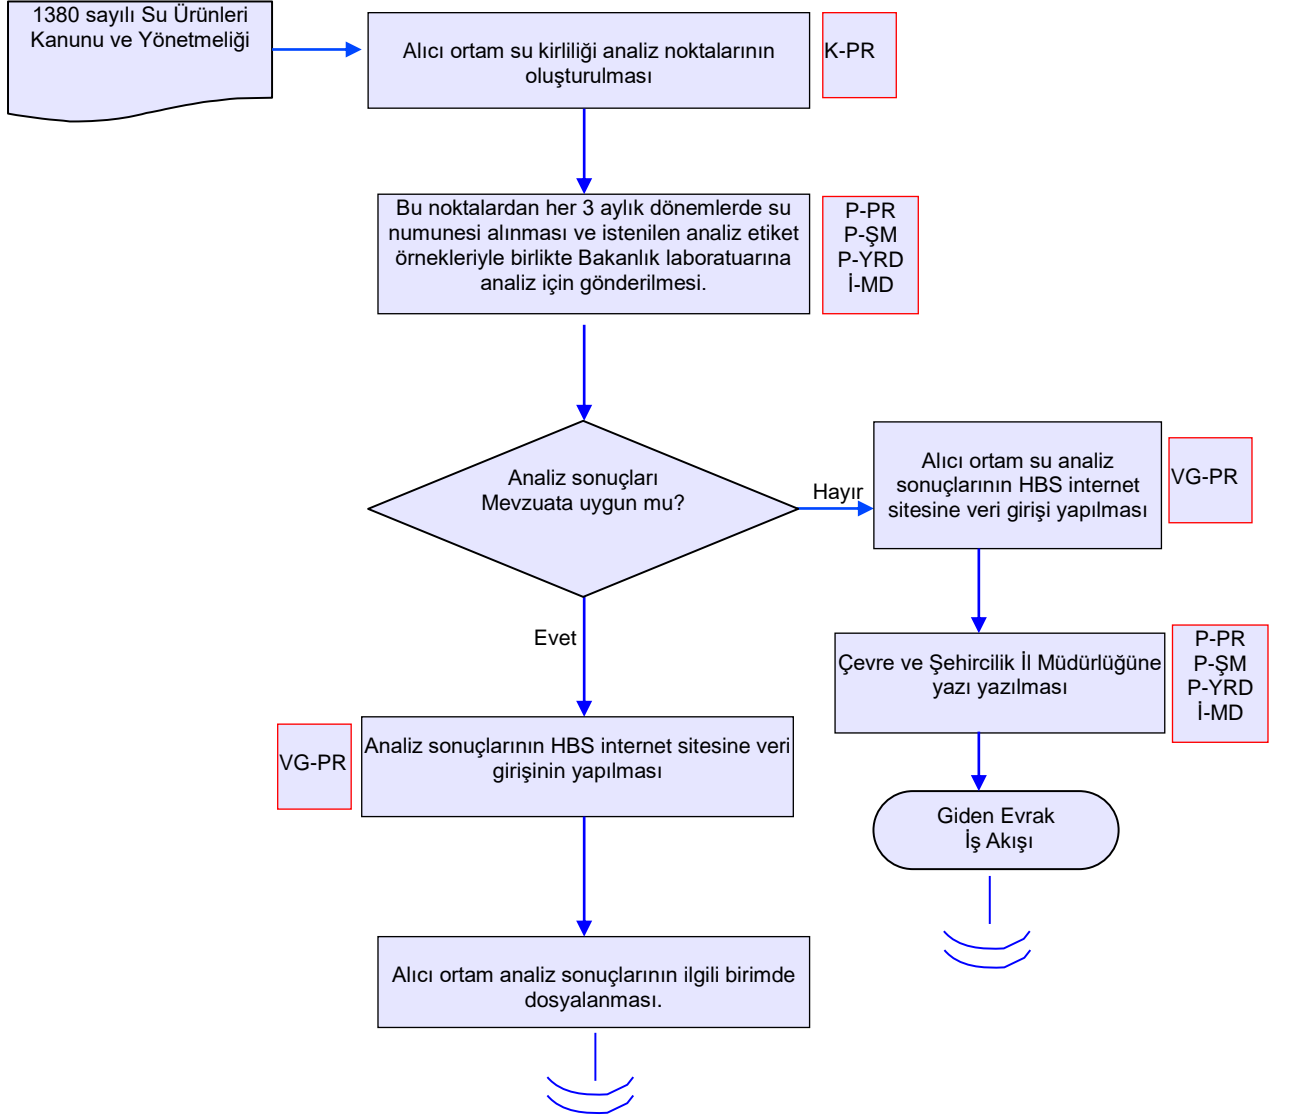 1380 sayılı Su Ürünleri
Kanunu ve Yönetmeliği
Alıcı ortam su kirliliği analiz noktalarının
oluşturulması
K-PR
Bu noktalardan her 3 aylık dönemlerde su
numunesi alınması ve istenilen analiz etiket
örnekleriyle birlikte Bakanlık laboratuarına
analiz için gönderilmesi.
P-PR
P-ŞM
P-YRD
İ-MD
Analiz sonuçları
Mevzuata uygun mu?
Hayır
Alıcı ortam su analiz
sonuçlarının HBS internet
sitesine veri girişi yapılması
VG-PR
Evet
Çevre ve Şehircilik İl Müdürlüğüne
yazı yazılması
P-PR
P-ŞM
P-YRD
İ-MD
VG-PR
Analiz sonuçlarının HBS internet sitesine veri
girişinin yapılması
Giden Evrak
İş Akışı
Alıcı ortam analiz sonuçlarının ilgili birimde
dosyalanması.